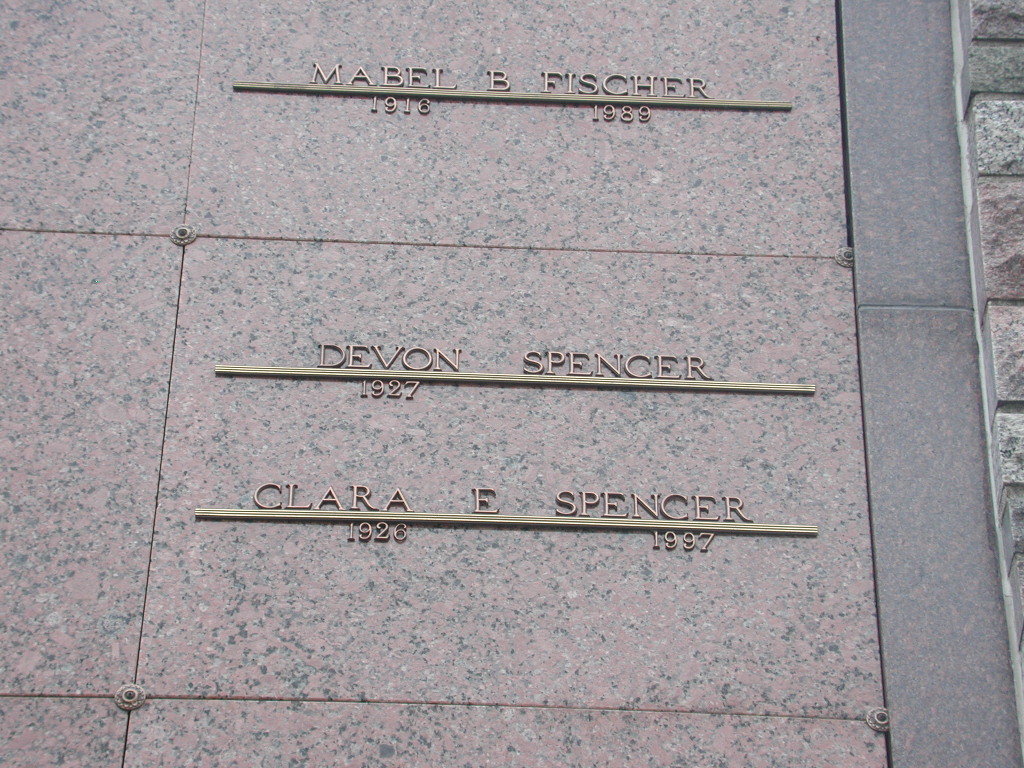 MABEL B FISCHER
1916 1989
DEVON SPENCER
1927
CLARA E SPENCER
1926 1997